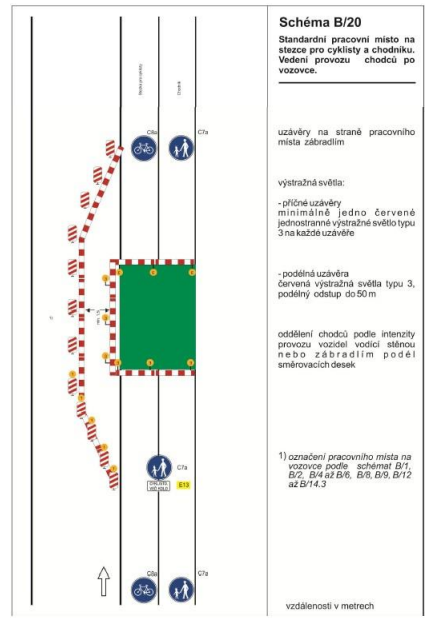 Schéma B/20
Standardní pracovní místo na
stezce pro cyklisty a chodníku.
Vedení provozu chodců po
vozovce.
Chodník
C8a
C7a
uzávěry na straně pracovního
místa zábradlím
výstražná světla:
- příčné uzávěry
minimálně jedno červené
jednostranné výstražné světlo typu
3 na každé uzávěře
- podélná uzávěra
červená výstražná světla typu 3,
podélný odstup do 50 m
oddělení chodců podle intenzity
provozu vozidel vodicí stěnou
nebo zábradlím podél
směrovacích desek
C7a
E13
1) označení pracovního místa na
vozovce podle schémat B/1,
B/2, B/4 až B/6, B/8, B/9, B/12
až B/14.3
C8a
C7a
vzdálenosti v metrech